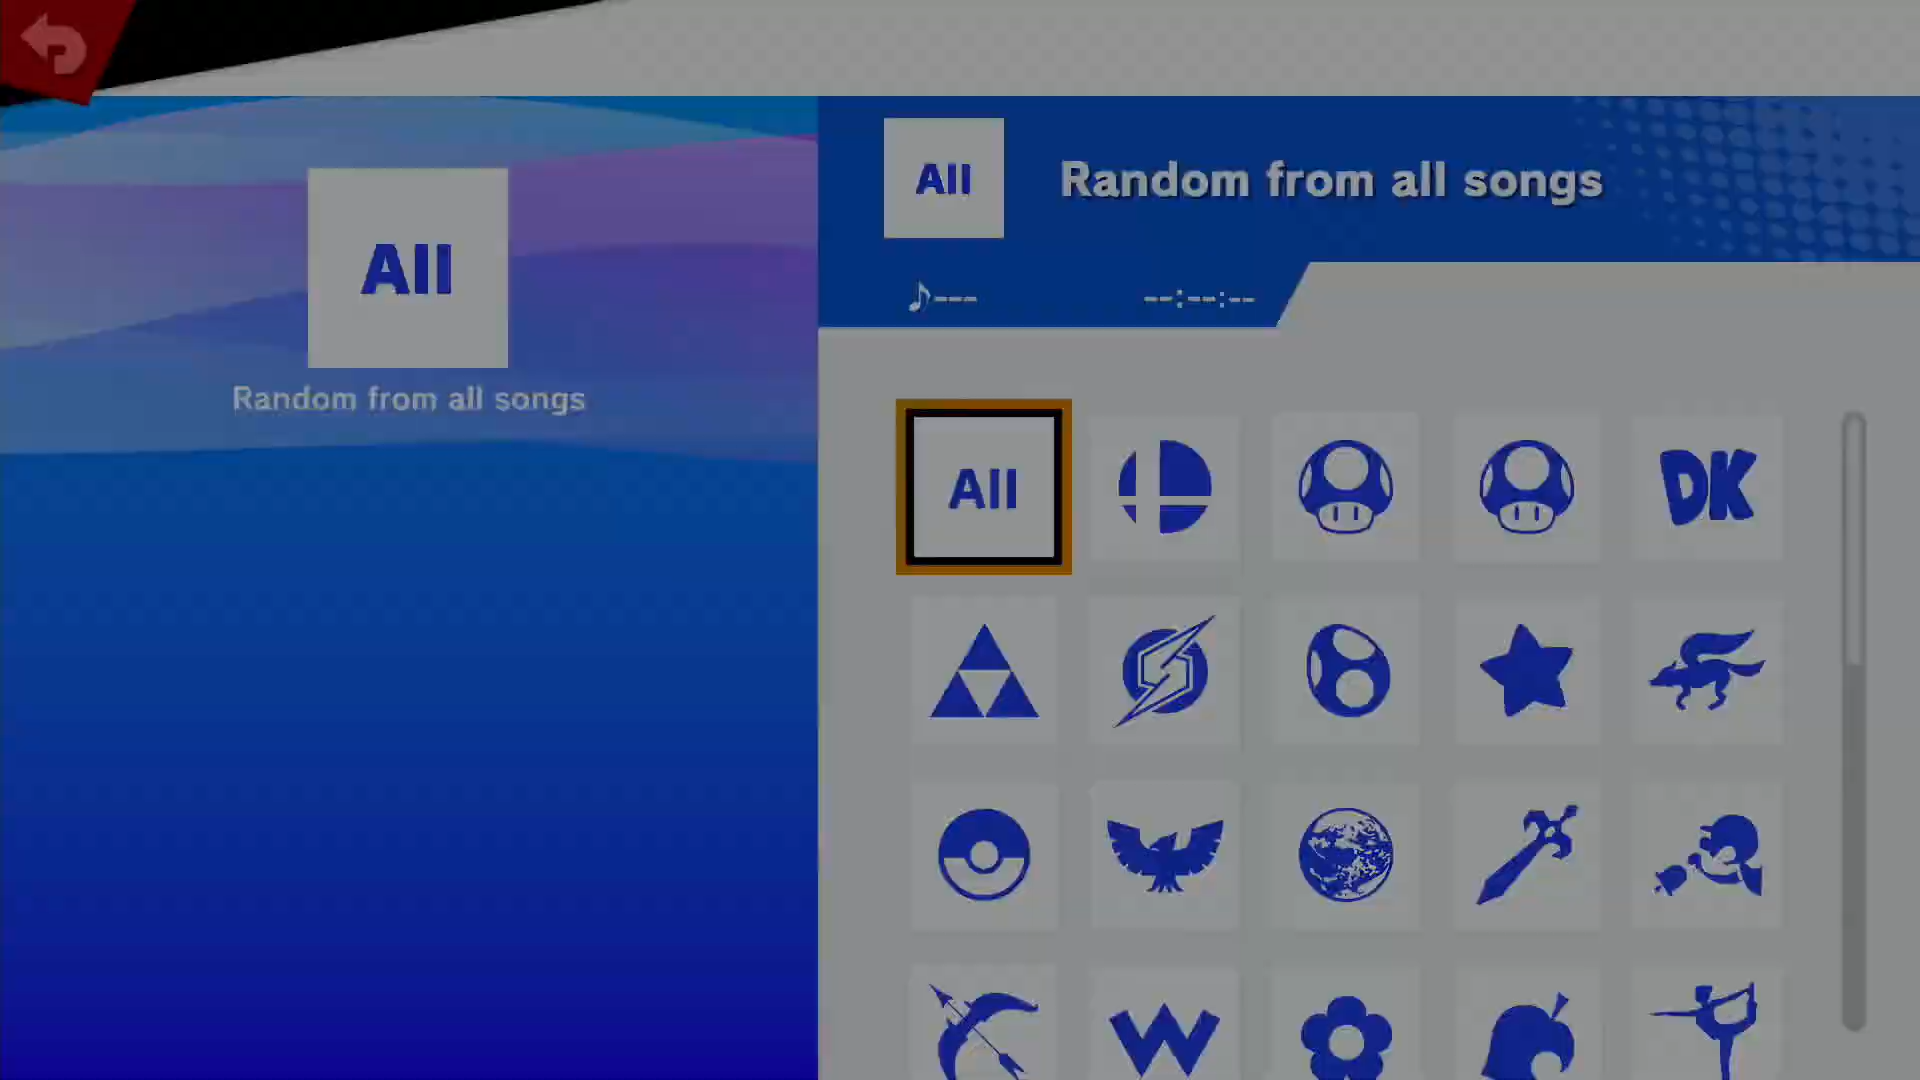 All
Random from all songs
All
Random from all songs
♪---
--:--:--
All
DK
W